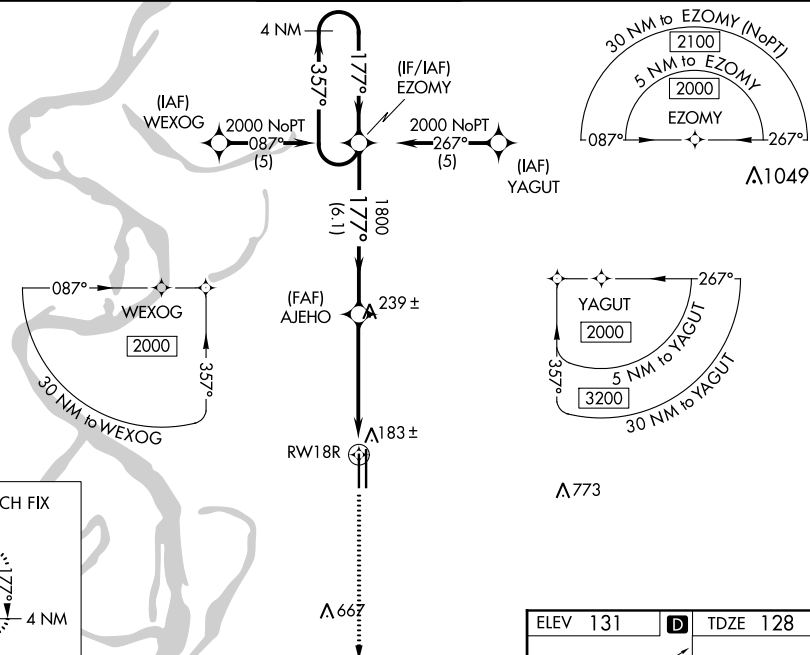 4 NM
357°
177°
(IF/IAF)
EZOMY
(IAF)
WEXOG
2000 NoPT
087°
(5)
2000 NoPT
267°
(5)
(IAF)
YAGUT
30 NM to EZOMY (NoPT)
2100
5 NM to EZOMY
2000
EZOMY
087°
267°
1049
1800
177°
(6.1)
087°
WEXOG
2000
357°
30 NM to WEXOG
(FAF)
AJEHO
239 ±
267°
YAGUT
2000
5 NM to YAGUT
357°
3200
30 NM to YAGUT
RW18R
183 ±
773
CH FIX
177°
4 NM
667
ELEV 131 D TDZE 128